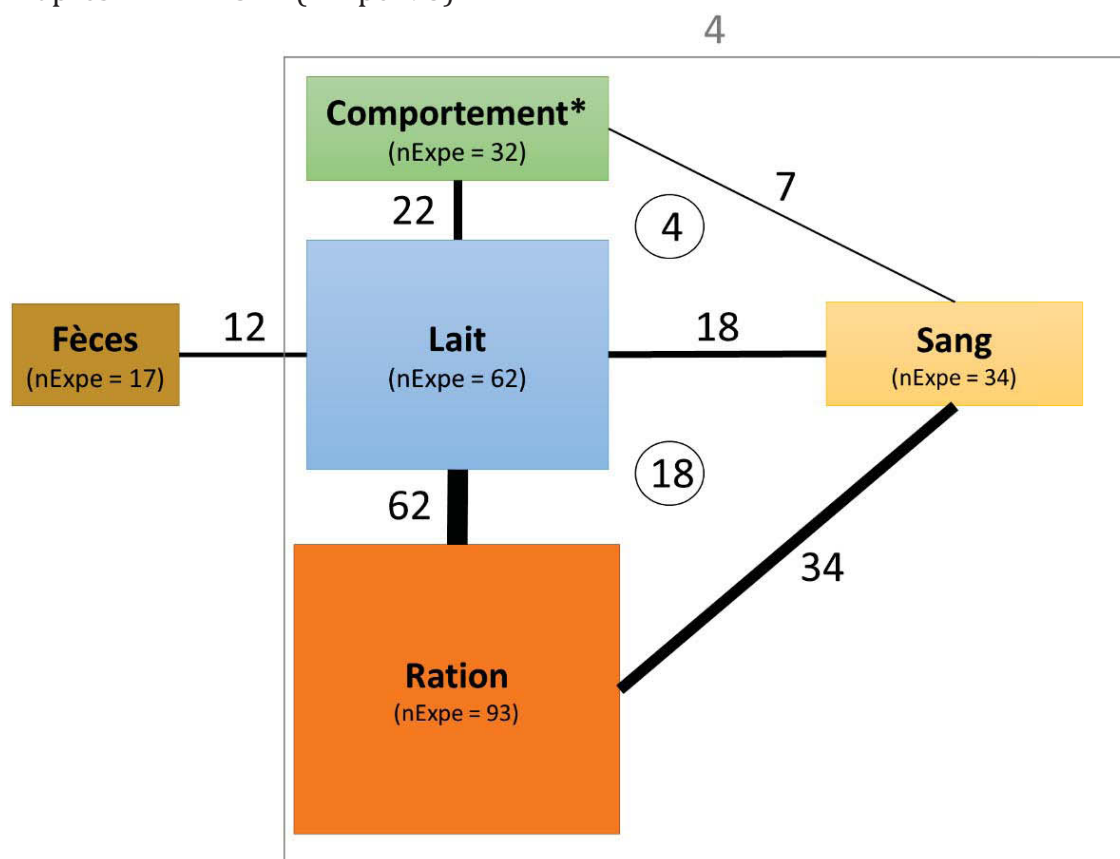 4
Comportement*
(nExpe = 32)
7
22
4
12
18
Fèces
(nExpe = 17)
Lait
(nExpe = 62)
Sang
(nExpe = 34)
18
62
34
Ration
(nExpe = 93)